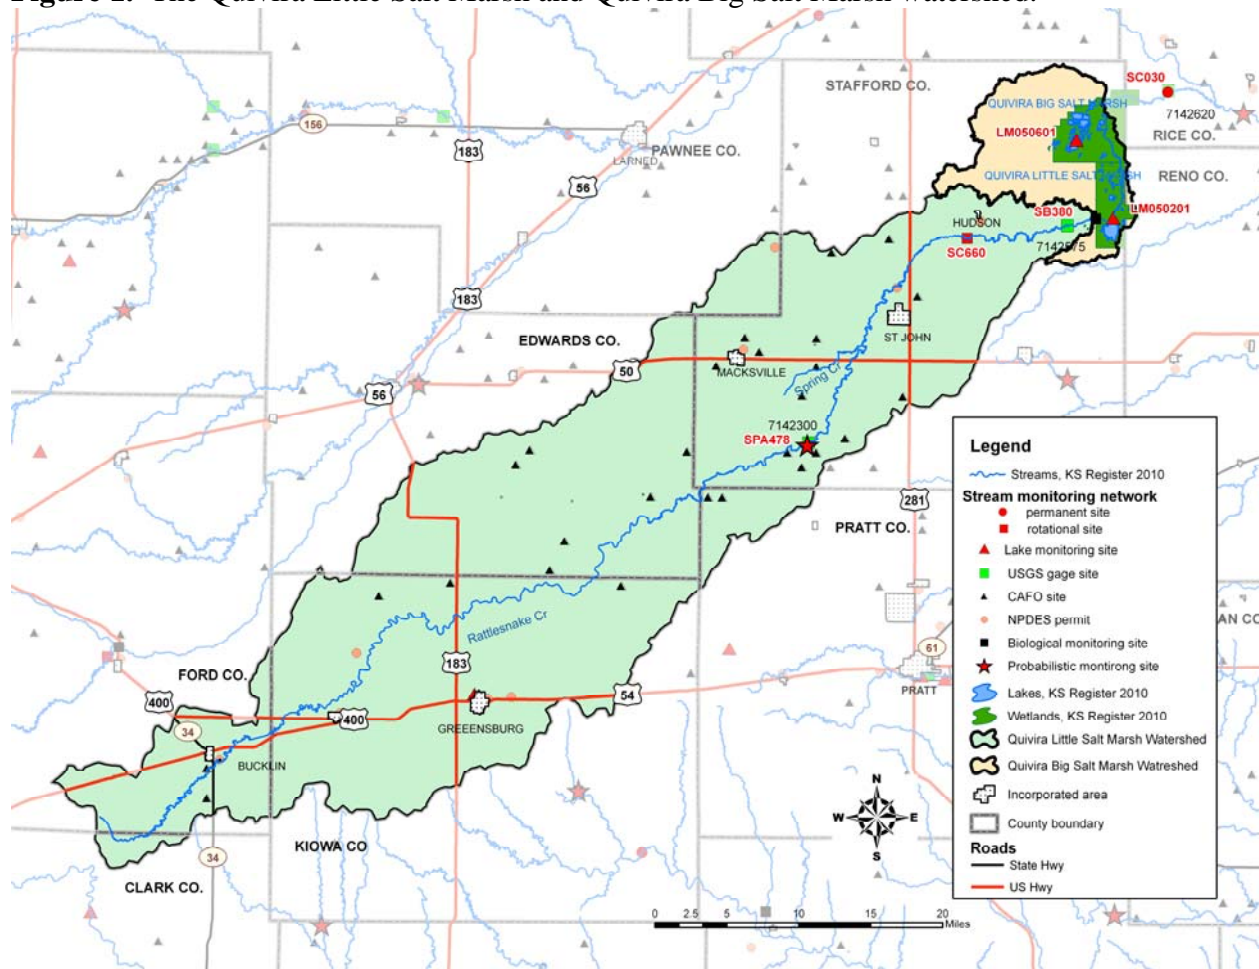 Figure 1. The Quivira Little Salt Marsh and Quivira Big Salt Marsh watershed.
STAFFORD CO.
SC030
QUIVIRA BIG SALT MARSH
7142620
156
LM050601
RICE CO.
183
PAWNEE CO.
LARNED
QUIVIRA LITTLE SALT MARSH
RENO CO.
56
SB380
LM050201
HUDSON
SC660
7142575
183
EDWARDS CO.
ST JOHN
50
MACKSVILLE
56
Spring Cr
7142300
SPA478
281
PRATT CO.
Rattlesnake Cr
61
AN CO
183
FORD CO.
PRATT
54
400
400
34
GREEENSBURG
BUCKLIN
KIOWA CO
34
CLARK CO.
N
W
E
S
0 2.5 5 10 15 20
Miles
Legend
Streams, KS Register 2010
Stream monitoring network
permanent site
rotational site
Lake monitoring site
USGS gage site
CAFO site
NPDES permit
Biological monitoring site
Probabilistic montirong site
Lakes, KS Register 2010
Wetlands, KS Register 2010
Quivira Little Salt Marsh Watershed
Quivira Big Salt Marsh Watreshed
Incorporated area
County boundary
Roads
State Hwy
US Hwy